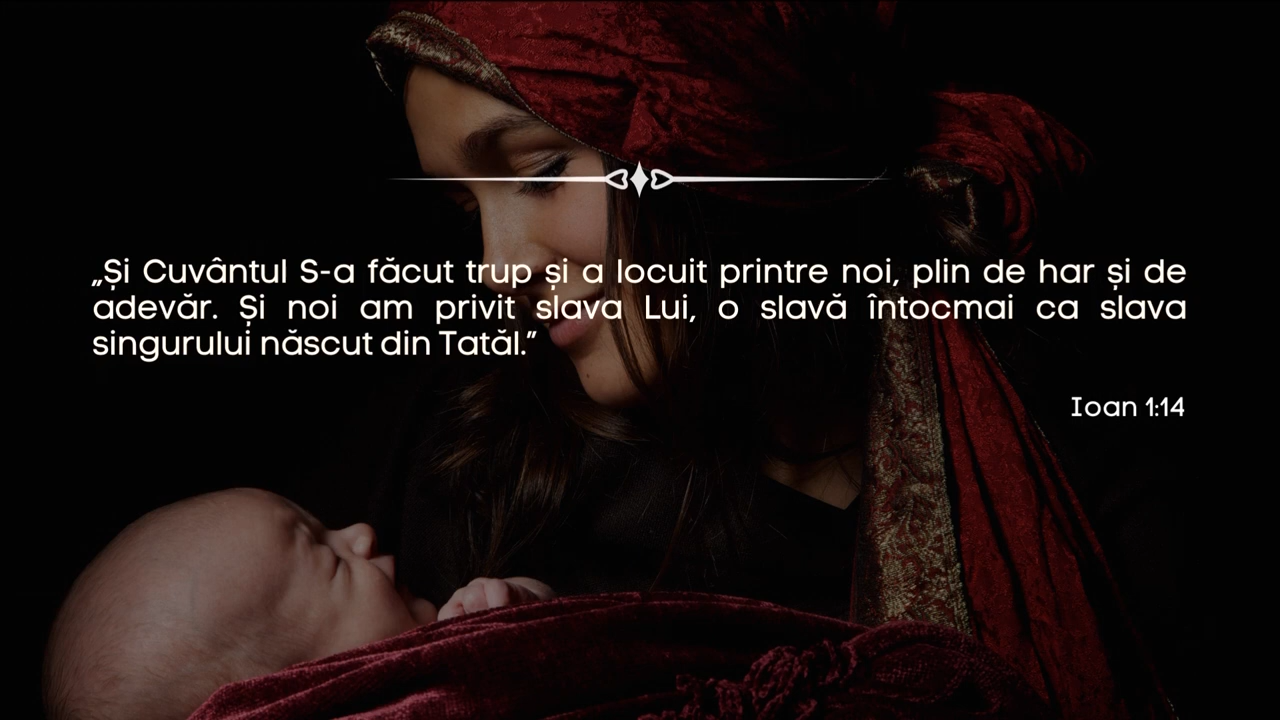 „Și Cuvântul S-a făcut trup și a locuit printre noi, plin de har și de
adevăr. Și noi am privit slava Lui, o slavă întocmai ca slava
singurului născut din Tatăl.”
Ioan 1:14